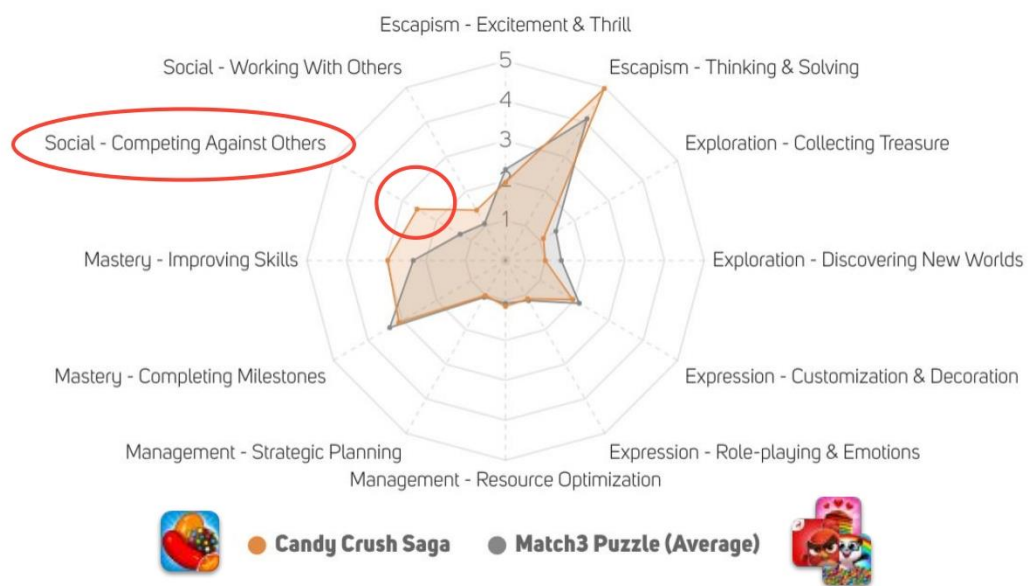 Escapism - Excitement & Thrill
Social - Working With Others
Escapism - Thinking & Solving
Social - Competing Against Others
Exploration - Collecting Treasure
5
4
3
2
1
Mastery - Improving Skills
Exploration - Discovering New Worlds
Mastery - Completing Milestones
Expression - Customization & Decoration
Management - Strategic Planning
Expression - Role-playing & Emotions
Management - Resource Optimization
Candy Crush Saga
Match3 Puzzle (Average)